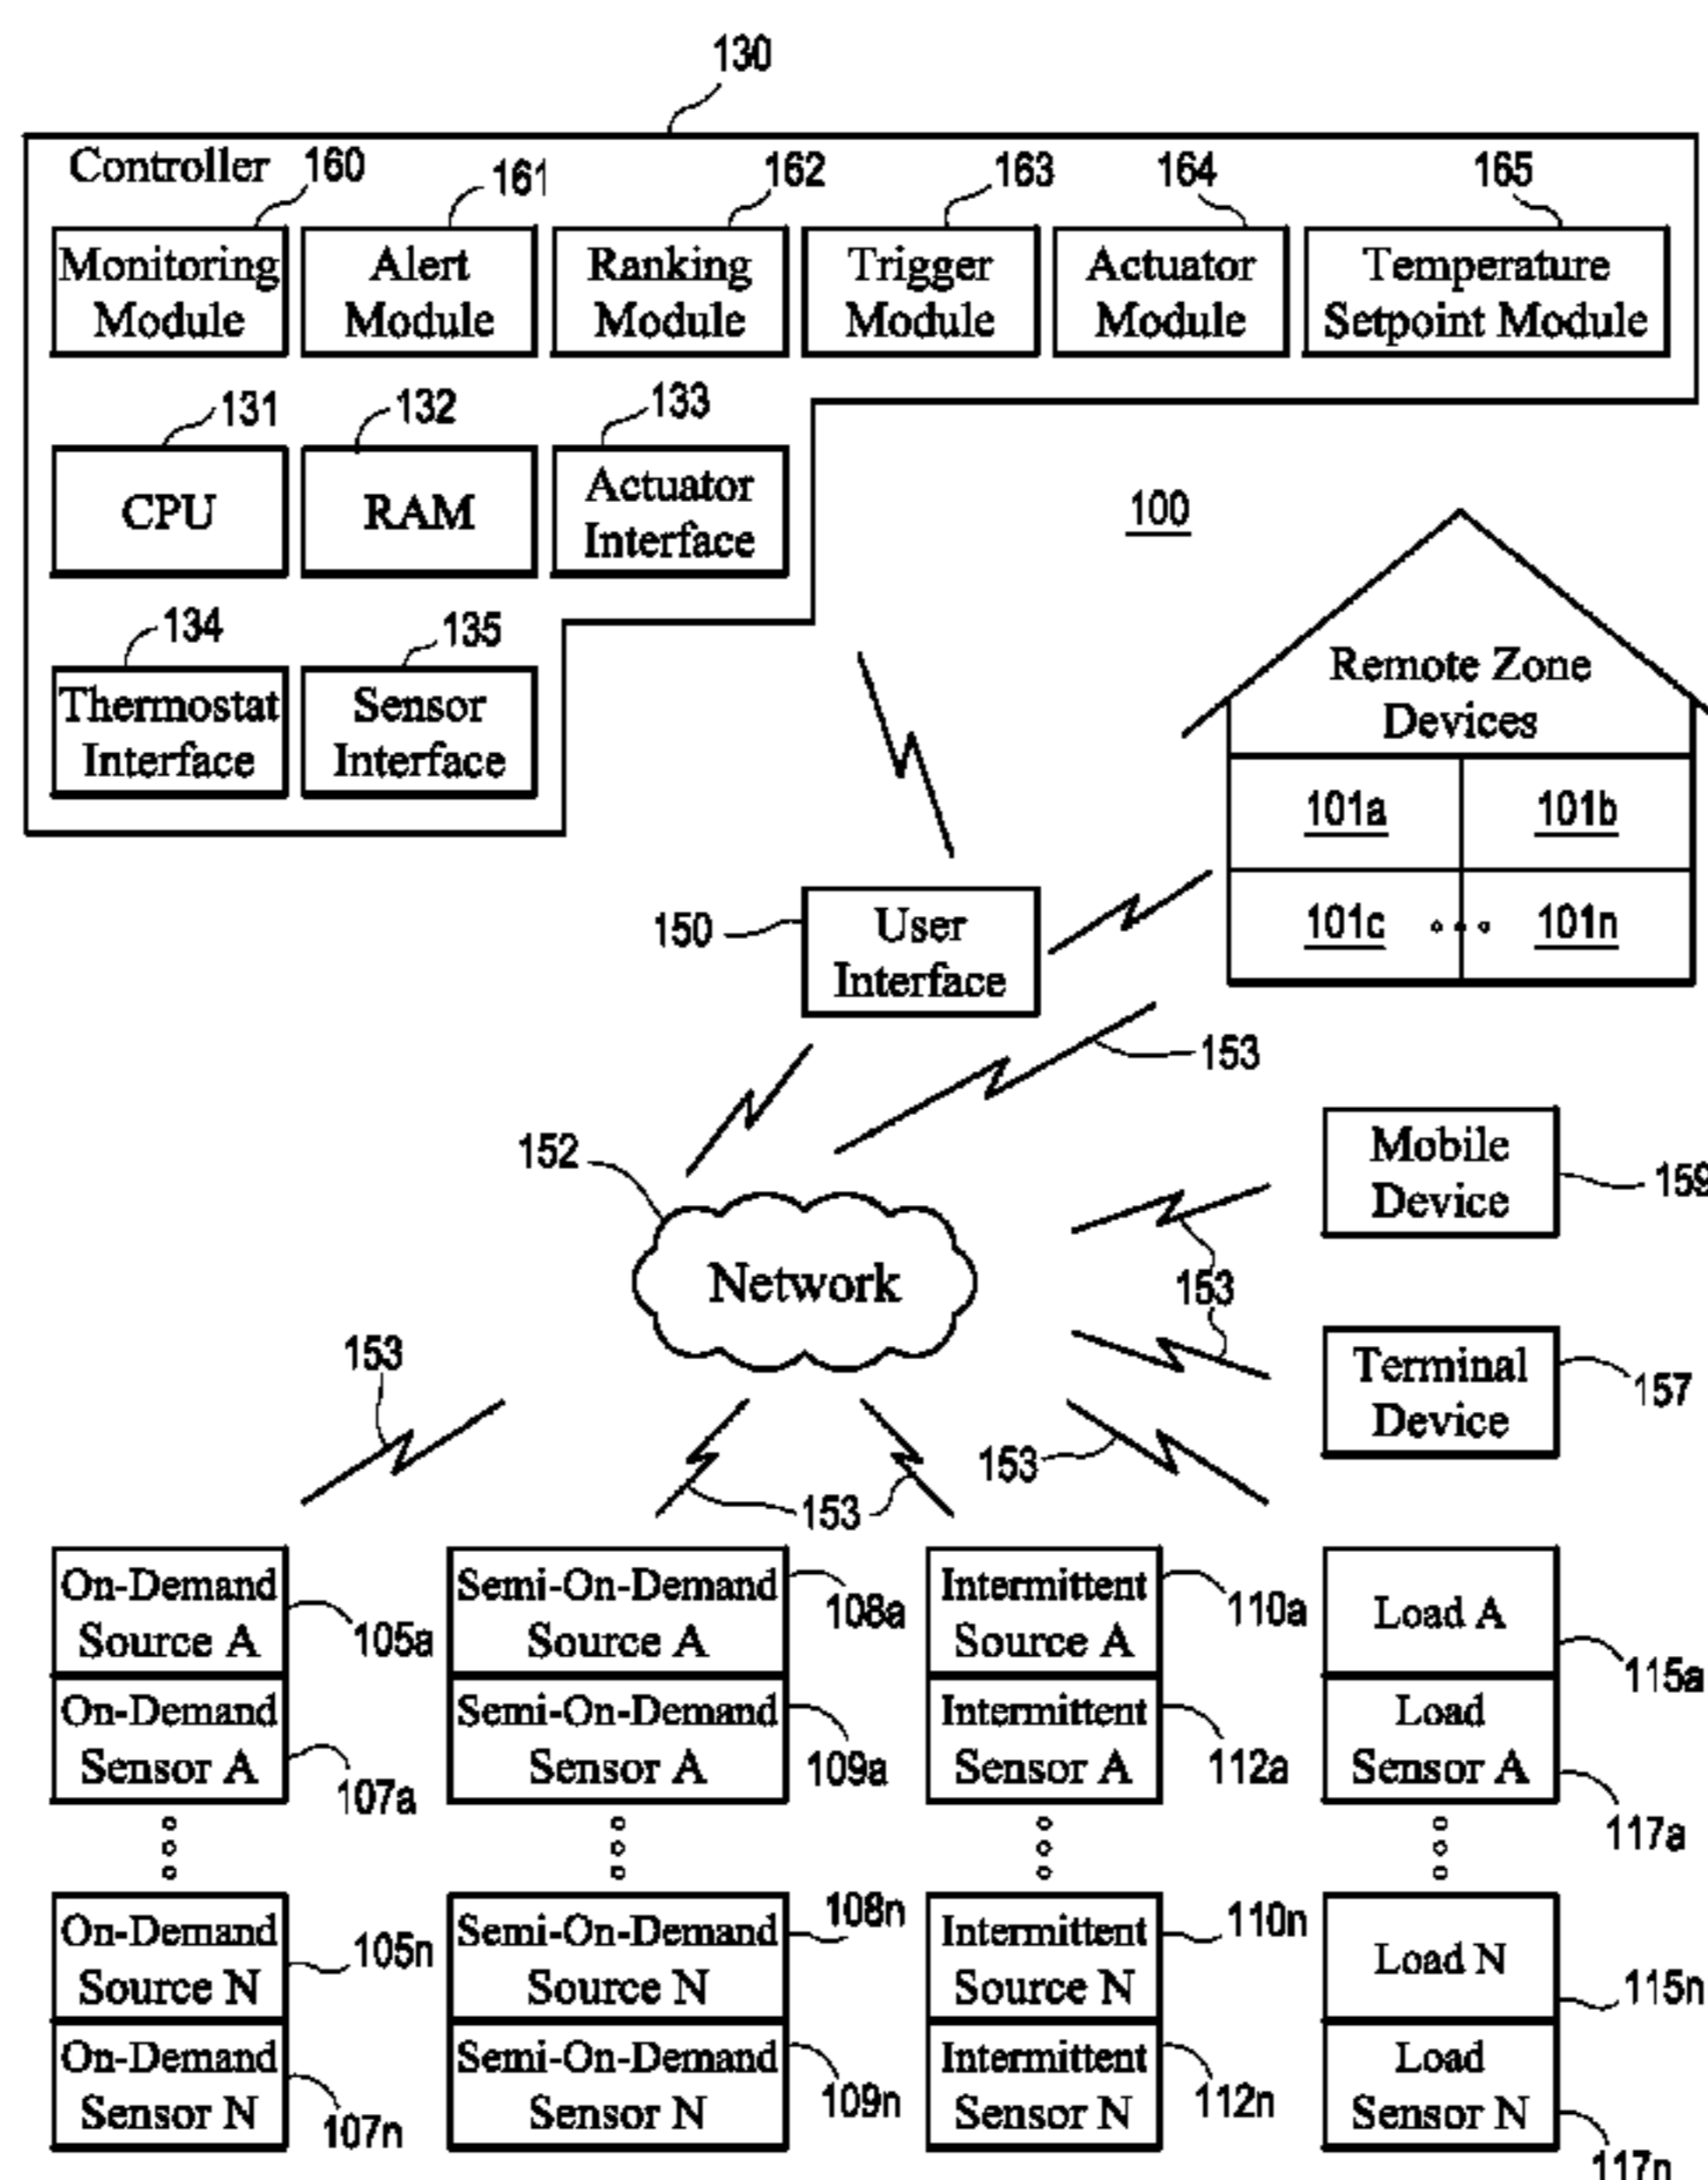 130
Controller 160 161 162 163 164 165
Monitoring Module
Alert Module
Ranking Module
Trigger Module
Actuator Module
Temperature Setpoint Module
131 132 133
CPU
RAM
Actuator Interface
100
134 135
Thermostat Interface
Sensor Interface
Remote Zone Devices
101a 101b
101c 101n
150
User Interface
153
152
Network
Mobile Device
159
153
Terminal Device
157
153
153
153
On-Demand Source A
105a
Semi-On-Demand Source A
108a
Intermittent Source A
110a
Load A
115a
On-Demand Sensor A
107a
Semi-On-Demand Sensor A
109a
Intermittent Sensor A
112a
Load Sensor A
117a
On-Demand Source N
105n
Semi-On-Demand Source N
108n
Intermittent Source N
110n
Load N
115n
On-Demand Sensor N
107n
Semi-On-Demand Sensor N
109n
Intermittent Sensor N
112n
Load Sensor N
117n